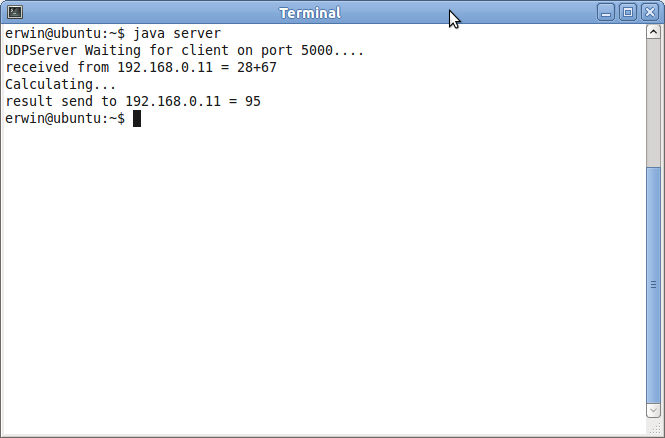 Terminal
erwin@ubuntu:~$ java server
UDPServer Waiting for client on port 5000....
received from 192.168.0.11 = 28+67
Calculating...
result send to 192.168.0.11 = 95
erwin@ubuntu:~$